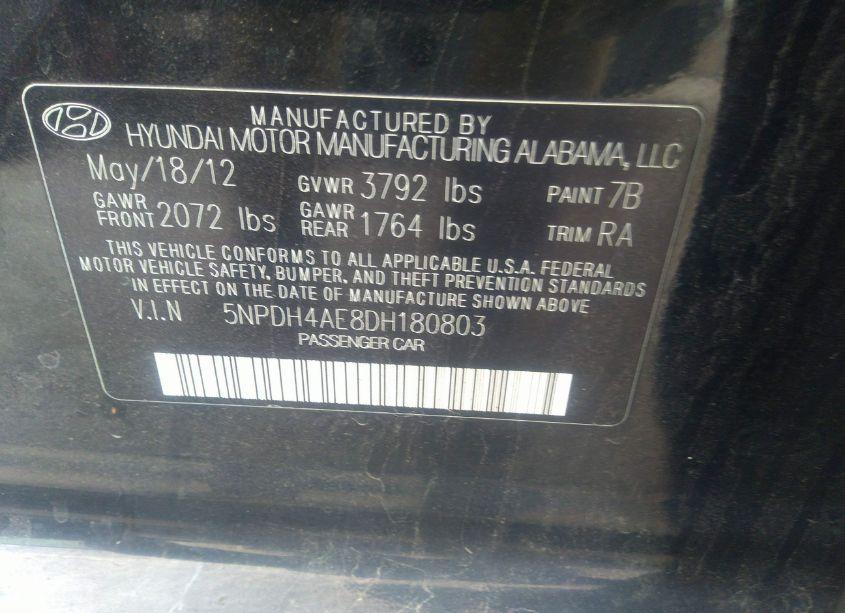 MANUFACTURED BY
HYUNDAI MOTOR MANUFACTURING ALABAMA, LLC
May/18/12 GVWR 3792 lbs PAINT 7B
GAWR FRONT 2072 lbs GAWR REAR 1764 lbs TRIM RA
THIS VEHICLE CONFORMS TO ALL APPLICABLE U.S.A. FEDERAL
MOTOR VEHICLE SAFETY, BUMPER, AND THEFT PREVENTION STANDARDS
IN EFFECT ON THE DATE OF MANUFACTURE SHOWN ABOVE
V.I.N 5NPDH4AE8DH180803
PASSENGER CAR